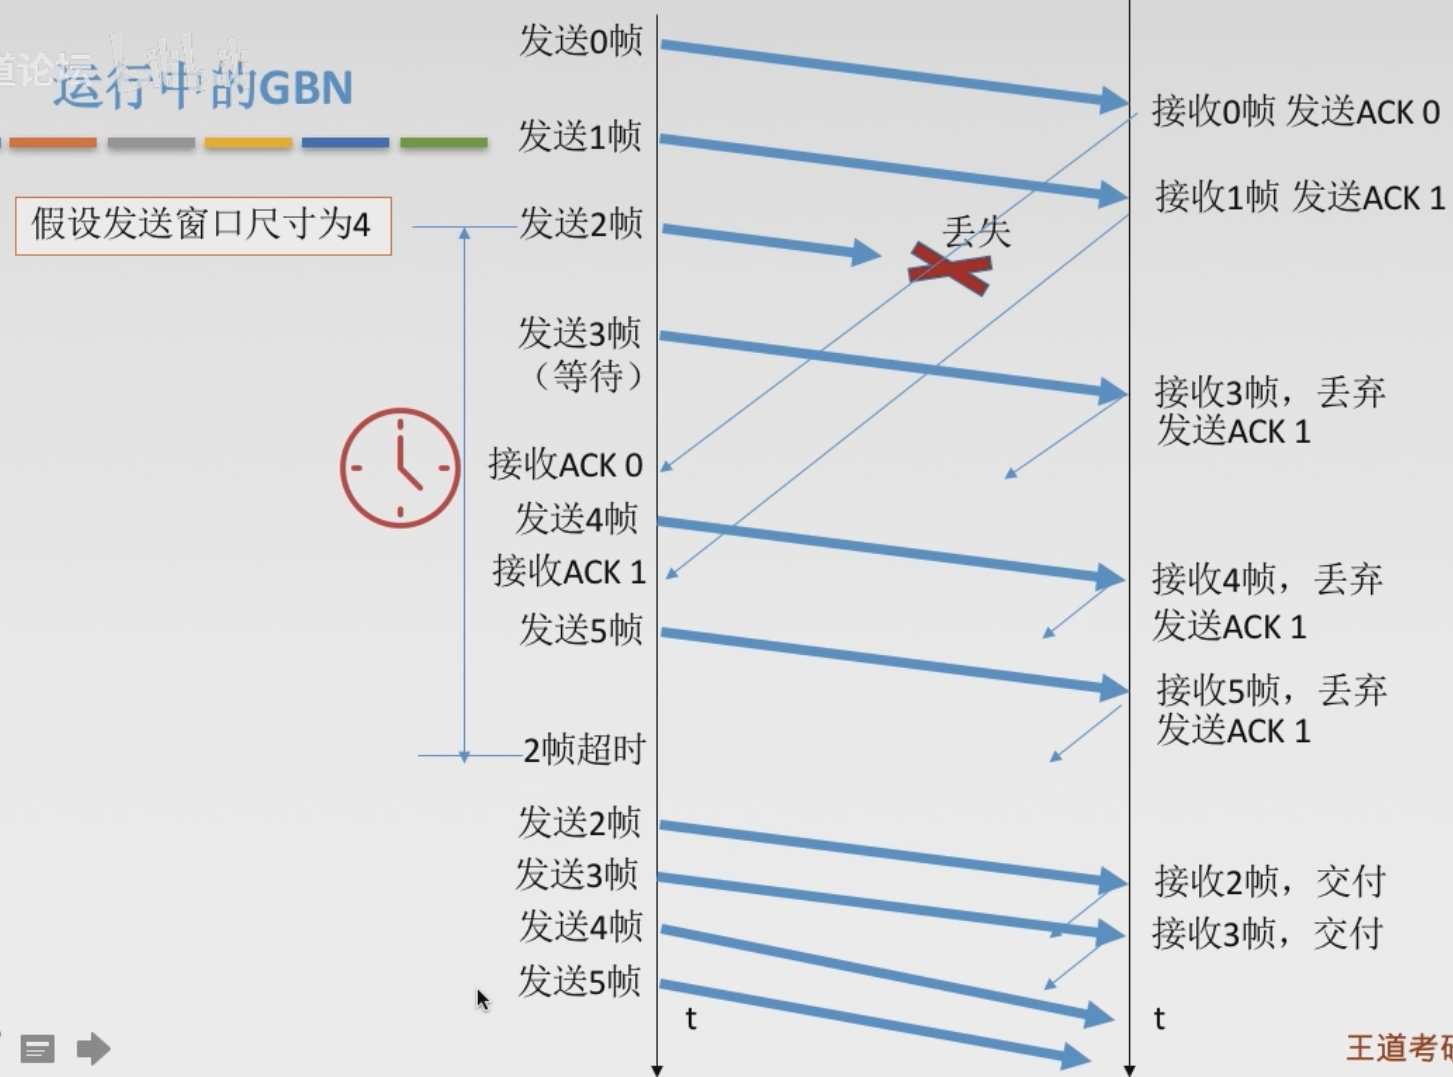 道论坛
运行中的GBN
假设发送窗口尺寸为4
发送0帧
发送1帧
发送2帧
发送3帧
（等待）
接收ACK 0
发送4帧
接收ACK 1
发送5帧
2帧超时
发送2帧
发送3帧
发送4帧
发送5帧
t
丢失
接收0帧 发送ACK 0
接收1帧 发送ACK 1
接收3帧，丢弃
发送ACK 1
接收4帧，丢弃
发送ACK 1
接收5帧，丢弃
发送ACK 1
接收2帧，交付
接收3帧，交付
t
王道考研